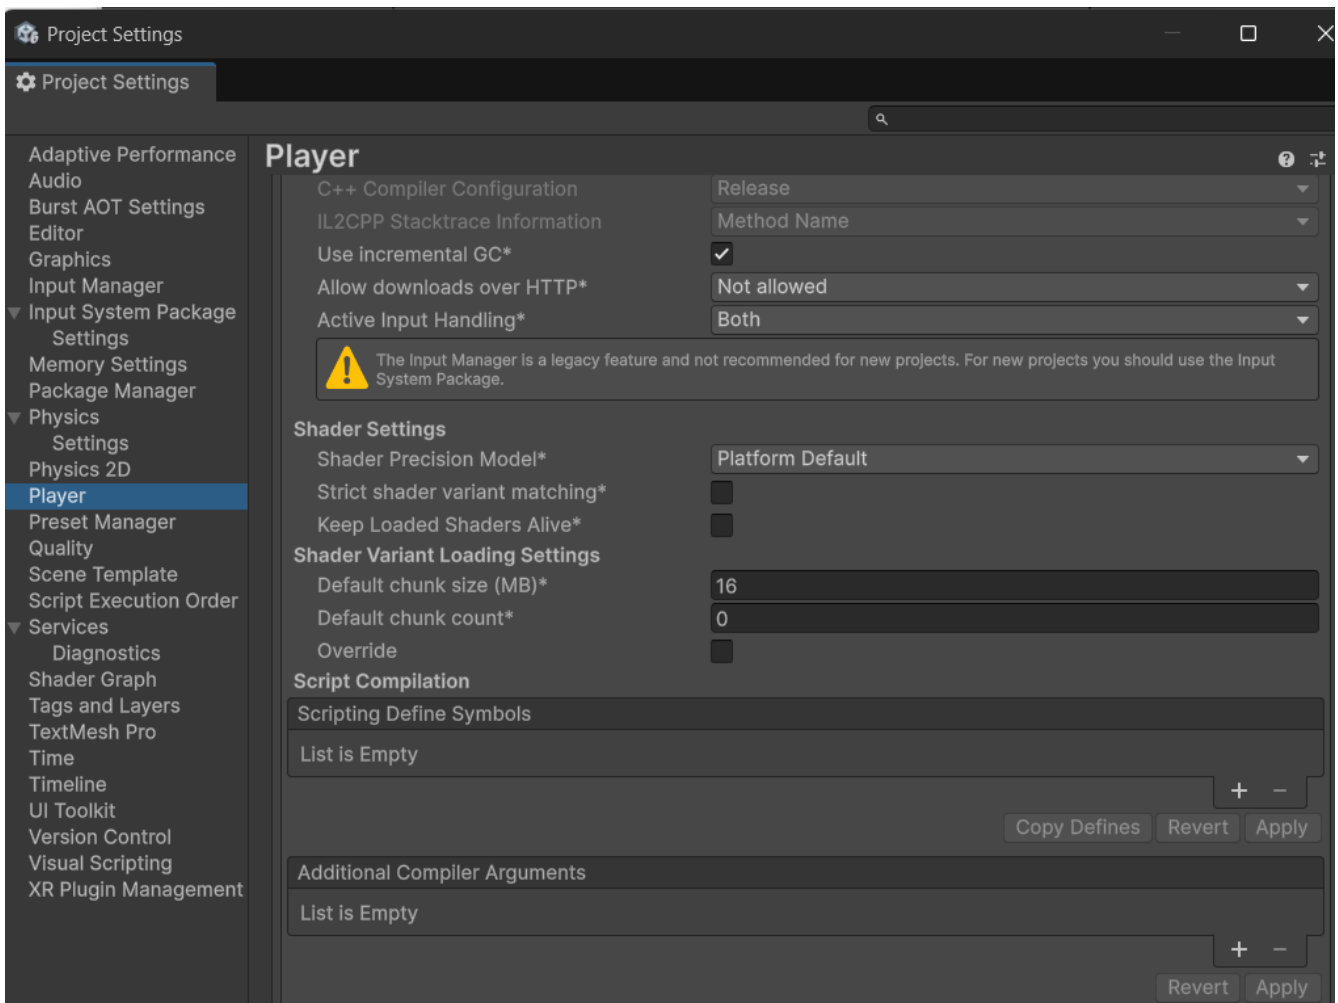 Project Settings
Project Settings
Adaptive Performance
Audio
Burst AOT Settings
Editor
Graphics
Input Manager
Input System Package
Settings
Memory Settings
Package Manager
Physics
Settings
Physics 2D
Player
Preset Manager
Quality
Scene Template
Script Execution Order
Services
Diagnostics
Shader Graph
Tags and Layers
TextMesh Pro
Time
Timeline
UI Toolkit
Version Control
Visual Scripting
XR Plugin Management
Player
C++ Compiler Configuration Release
IL2CPP Stacktrace Information Method Name
Use incremental GC*
Allow downloads over HTTP* Not allowed
Active Input Handling* Both
The Input Manager is a legacy feature and not recommended for new projects. For new projects you should use the Input
System Package.
Shader Settings
Shader Precision Model* Platform Default
Strict shader variant matching*
Keep Loaded Shaders Alive*
Shader Variant Loading Settings
Default chunk size (MB)* 16
Default chunk count* 0
Override
Script Compilation
Scripting Define Symbols
List is Empty
+ −
Copy Defines Revert Apply
Additional Compiler Arguments
List is Empty
+ −
Revert Apply